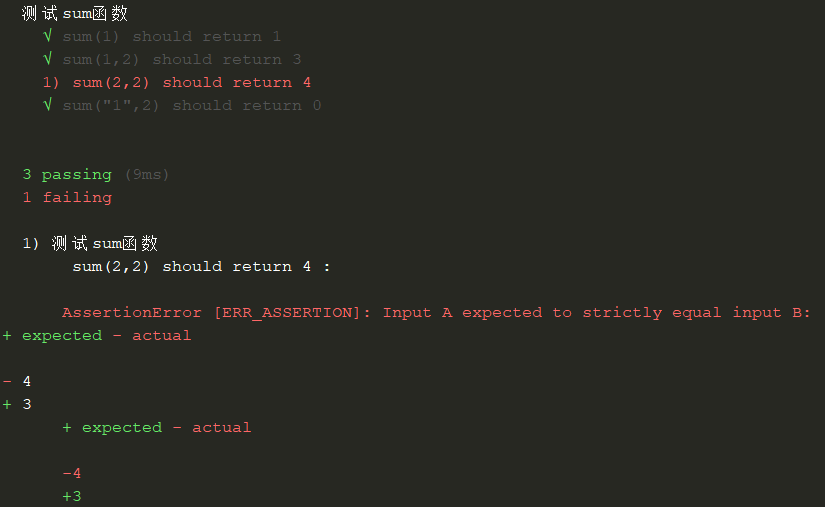 测试sum函数
√ sum(1) should return 1
√ sum(1,2) should return 3
1) sum(2,2) should return 4
√ sum("1",2) should return 0
3 passing (9ms)
1 failing
1) 测试sum函数
sum(2,2) should return 4 :
AssertionError [ERR_ASSERTION]: Input A expected to strictly equal input B:
+ expected - actual
- 4
+ 3
+ expected - actual
-4
+3